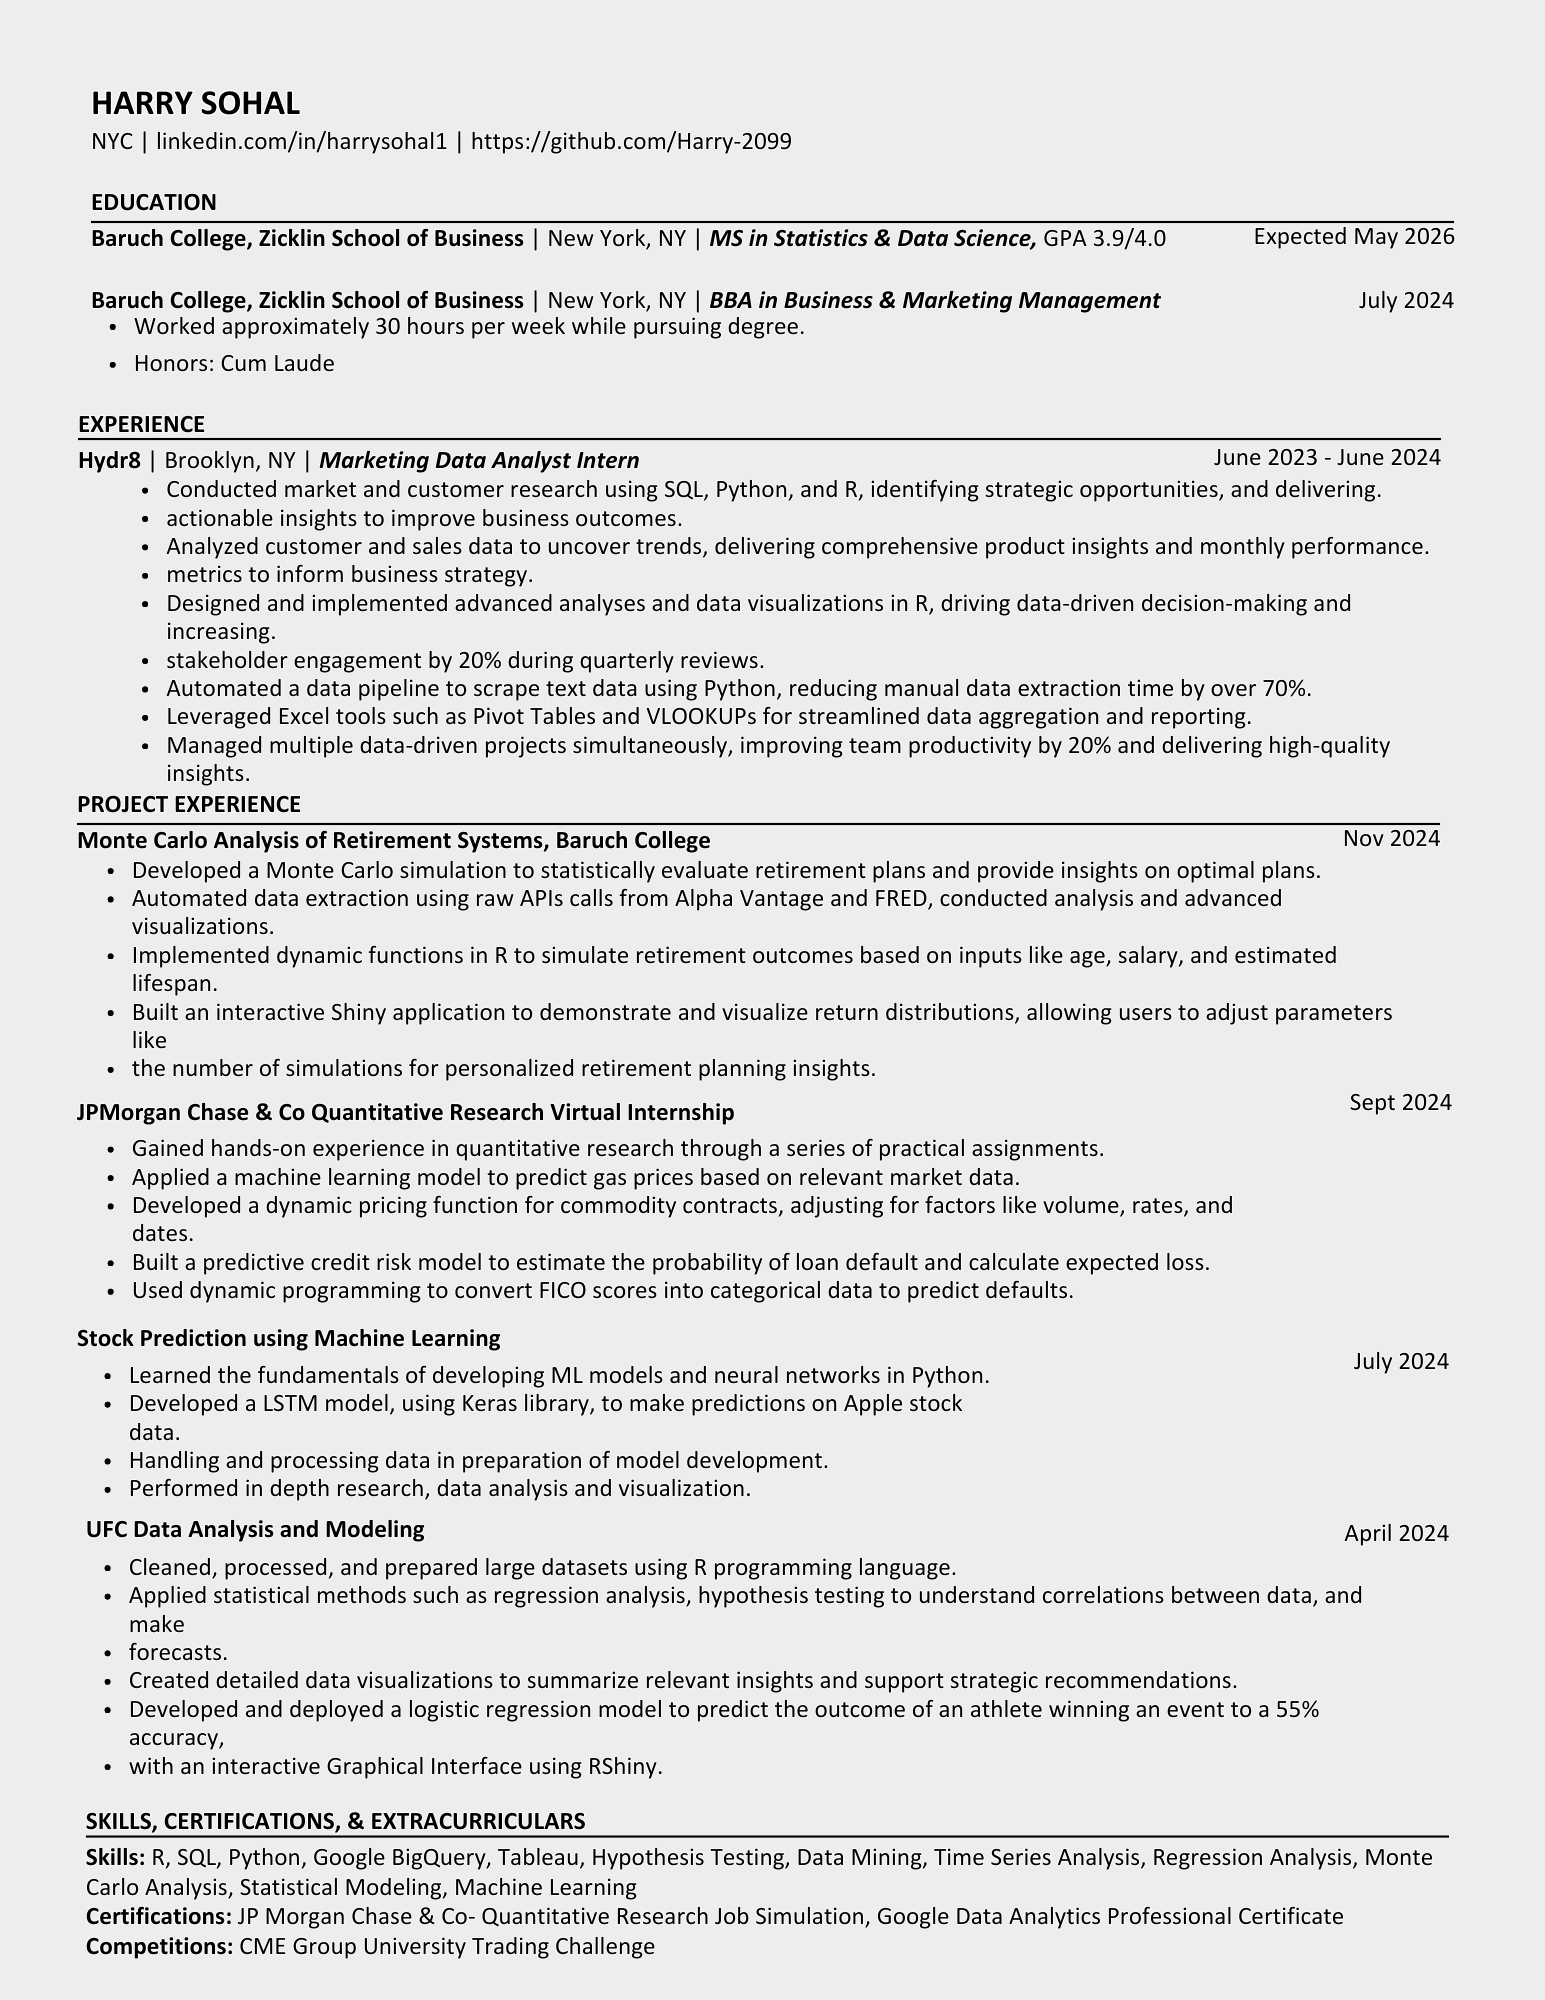 HARRY SOHAL
NYC | linkedin.com/in/harrysohal1 | https://github.com/Harry-2099
EDUCATION
Baruch College, Zicklin School of Business | New York, NY | MS in Statistics & Data Science, GPA 3.9/4.0 Expected May 2026
Baruch College, Zicklin School of Business | New York, NY | BBA in Business & Marketing Management July 2024
• Worked approximately 30 hours per week while pursuing degree.
• Honors: Cum Laude
EXPERIENCE
Hydr8 | Brooklyn, NY | Marketing Data Analyst Intern June 2023 - June 2024
• Conducted market and customer research using SQL, Python, and R, identifying strategic opportunities, and delivering.
• actionable insights to improve business outcomes.
• Analyzed customer and sales data to uncover trends, delivering comprehensive product insights and monthly performance.
• metrics to inform business strategy.
• Designed and implemented advanced analyses and data visualizations in R, driving data-driven decision-making and
increasing.
• stakeholder engagement by 20% during quarterly reviews.
• Automated a data pipeline to scrape text data using Python, reducing manual data extraction time by over 70%.
• Leveraged Excel tools such as Pivot Tables and VLOOKUPs for streamlined data aggregation and reporting.
• Managed multiple data-driven projects simultaneously, improving team productivity by 20% and delivering high-quality
insights.
PROJECT EXPERIENCE
Monte Carlo Analysis of Retirement Systems, Baruch College Nov 2024
• Developed a Monte Carlo simulation to statistically evaluate retirement plans and provide insights on optimal plans.
• Automated data extraction using raw APIs calls from Alpha Vantage and FRED, conducted analysis and advanced
visualizations.
• Implemented dynamic functions in R to simulate retirement outcomes based on inputs like age, salary, and estimated
lifespan.
• Built an interactive Shiny application to demonstrate and visualize return distributions, allowing users to adjust parameters
like
• the number of simulations for personalized retirement planning insights.
JPMorgan Chase & Co Quantitative Research Virtual Internship Sept 2024
• Gained hands-on experience in quantitative research through a series of practical assignments.
• Applied a machine learning model to predict gas prices based on relevant market data.
• Developed a dynamic pricing function for commodity contracts, adjusting for factors like volume, rates, and
dates.
• Built a predictive credit risk model to estimate the probability of loan default and calculate expected loss.
• Used dynamic programming to convert FICO scores into categorical data to predict defaults.
Stock Prediction using Machine Learning
July 2024
• Learned the fundamentals of developing ML models and neural networks in Python.
• Developed a LSTM model, using Keras library, to make predictions on Apple stock
data.
• Handling and processing data in preparation of model development.
• Performed in depth research, data analysis and visualization.
UFC Data Analysis and Modeling April 2024
• Cleaned, processed, and prepared large datasets using R programming language.
• Applied statistical methods such as regression analysis, hypothesis testing to understand correlations between data, and
make
• forecasts.
• Created detailed data visualizations to summarize relevant insights and support strategic recommendations.
• Developed and deployed a logistic regression model to predict the outcome of an athlete winning an event to a 55%
accuracy,
• with an interactive Graphical Interface using RShiny.
SKILLS, CERTIFICATIONS, & EXTRACURRICULARS
Skills: R, SQL, Python, Google BigQuery, Tableau, Hypothesis Testing, Data Mining, Time Series Analysis, Regression Analysis, Monte
Carlo Analysis, Statistical Modeling, Machine Learning
Certifications: JP Morgan Chase & Co- Quantitative Research Job Simulation, Google Data Analytics Professional Certificate
Competitions: CME Group University Trading Challenge